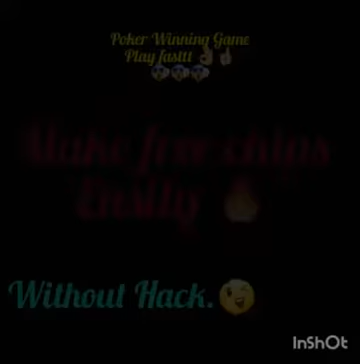 Poker Winning Game
Play fasttt 👌☝
😱😱😱
Make free chips
Easily 🔥
Without Hack.😉
InShOt